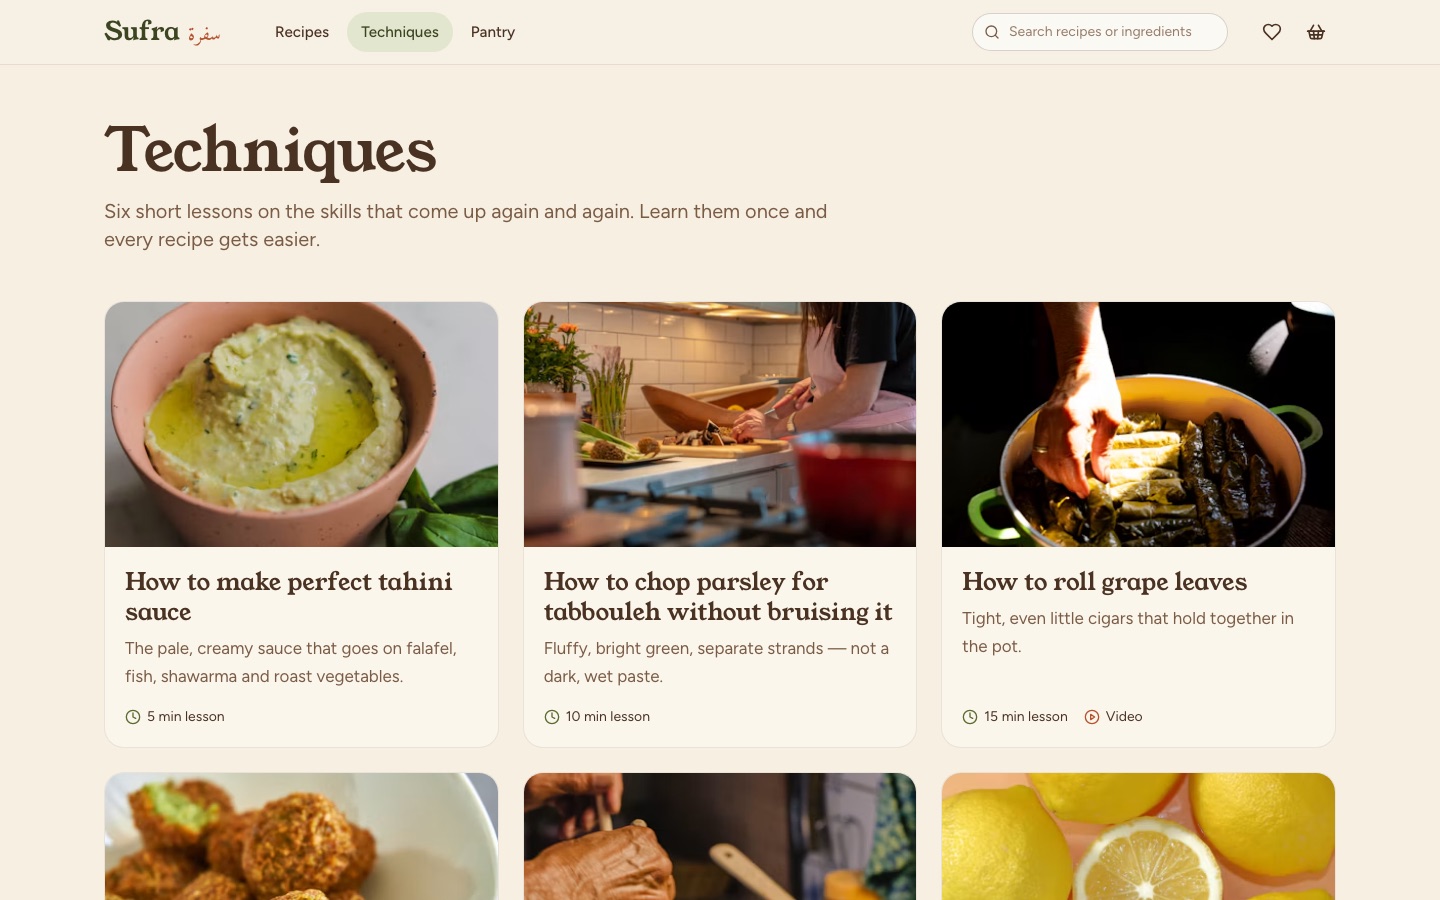 Sufra سفرة
Recipes
Techniques
Pantry
Search recipes or ingredients
Techniques
Six short lessons on the skills that come up again and again. Learn them once and
every recipe gets easier.
How to make perfect tahini
sauce
The pale, creamy sauce that goes on falafel,
fish, shawarma and roast vegetables.
5 min lesson
How to chop parsley for
tabbouleh without bruising it
Fluffy, bright green, separate strands — not a
dark, wet paste.
10 min lesson
How to roll grape leaves
Tight, even little cigars that hold together in
the pot.
15 min lesson
Video